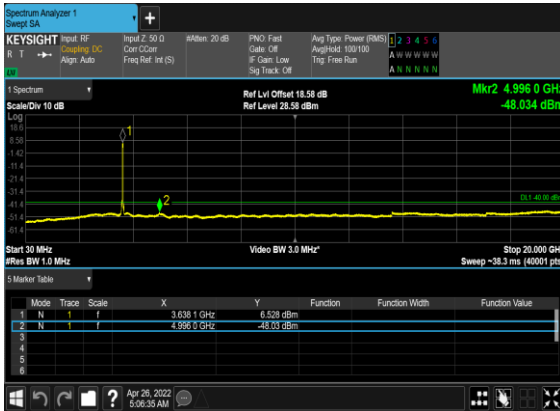 Spectrum Analyzer 1
Swept SA
+
KEYSIGHT Input: RF Input Z: 50 Ω #Atten: 20 dB PNO: Fast Avg Type: Power (RMS) 1 2 3 4 5 6
R T Coupling: DC Corr CCorr Gate: Off Avg|Hold: 100/100 A W W W W W
Align: Auto Freq Ref: Int (S) IF Gain: Low Trig: Free Run
LXI Sig Track: Off A N N N N N
1 Spectrum Ref Lvl Offset 18.58 dB Mkr2 4.996 0 GHz
Scale/Div 10 dB Ref Level 28.58 dBm -48.034 dBm
Log
18.6
8.58
-1.42
-11.4
-21.4
-31.4
-41.4
-51.4
-61.4
1
2
DL1 -40.00 dBm
Start 30 MHz Video BW 3.0 MHz* Stop 20.000 GHz
#Res BW 1.0 MHz Sweep ~38.3 ms (40001 pts)
5 Marker Table
Mode Trace Scale X Y Function Function Width Function Value
1 N 1 f 3.638 1 GHz 6.528 dBm
2 N 1 f 4.996 0 GHz -48.03 dBm
3
4
5
6
? Apr 26, 2022
5:06:35 AM